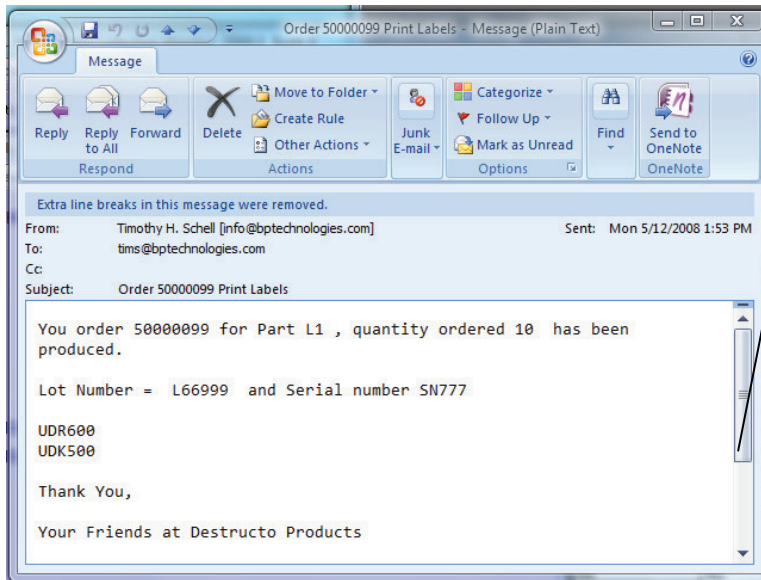 Order 50000099 Print Labels - Message (Plain Text)
Message
Reply
Reply to All
Forward
Respond
Delete
Move to Folder
Create Rule
Other Actions
Actions
Junk E-mail
Categorize
Follow Up
Mark as Unread
Options
Find
Send to OneNote
OneNote
Extra line breaks in this message were removed.
From: Timothy H. Schell [info@bptechnologies.com] Sent: Mon 5/12/2008 1:53 PM
To: tims@bptechnologies.com
Cc:
Subject: Order 50000099 Print Labels
You order 50000099 for Part L1 , quantity ordered 10 has been
produced.
Lot Number = L66999 and Serial number SN777
UDR600
UDK500
Thank You,
Your Friends at Destructo Products